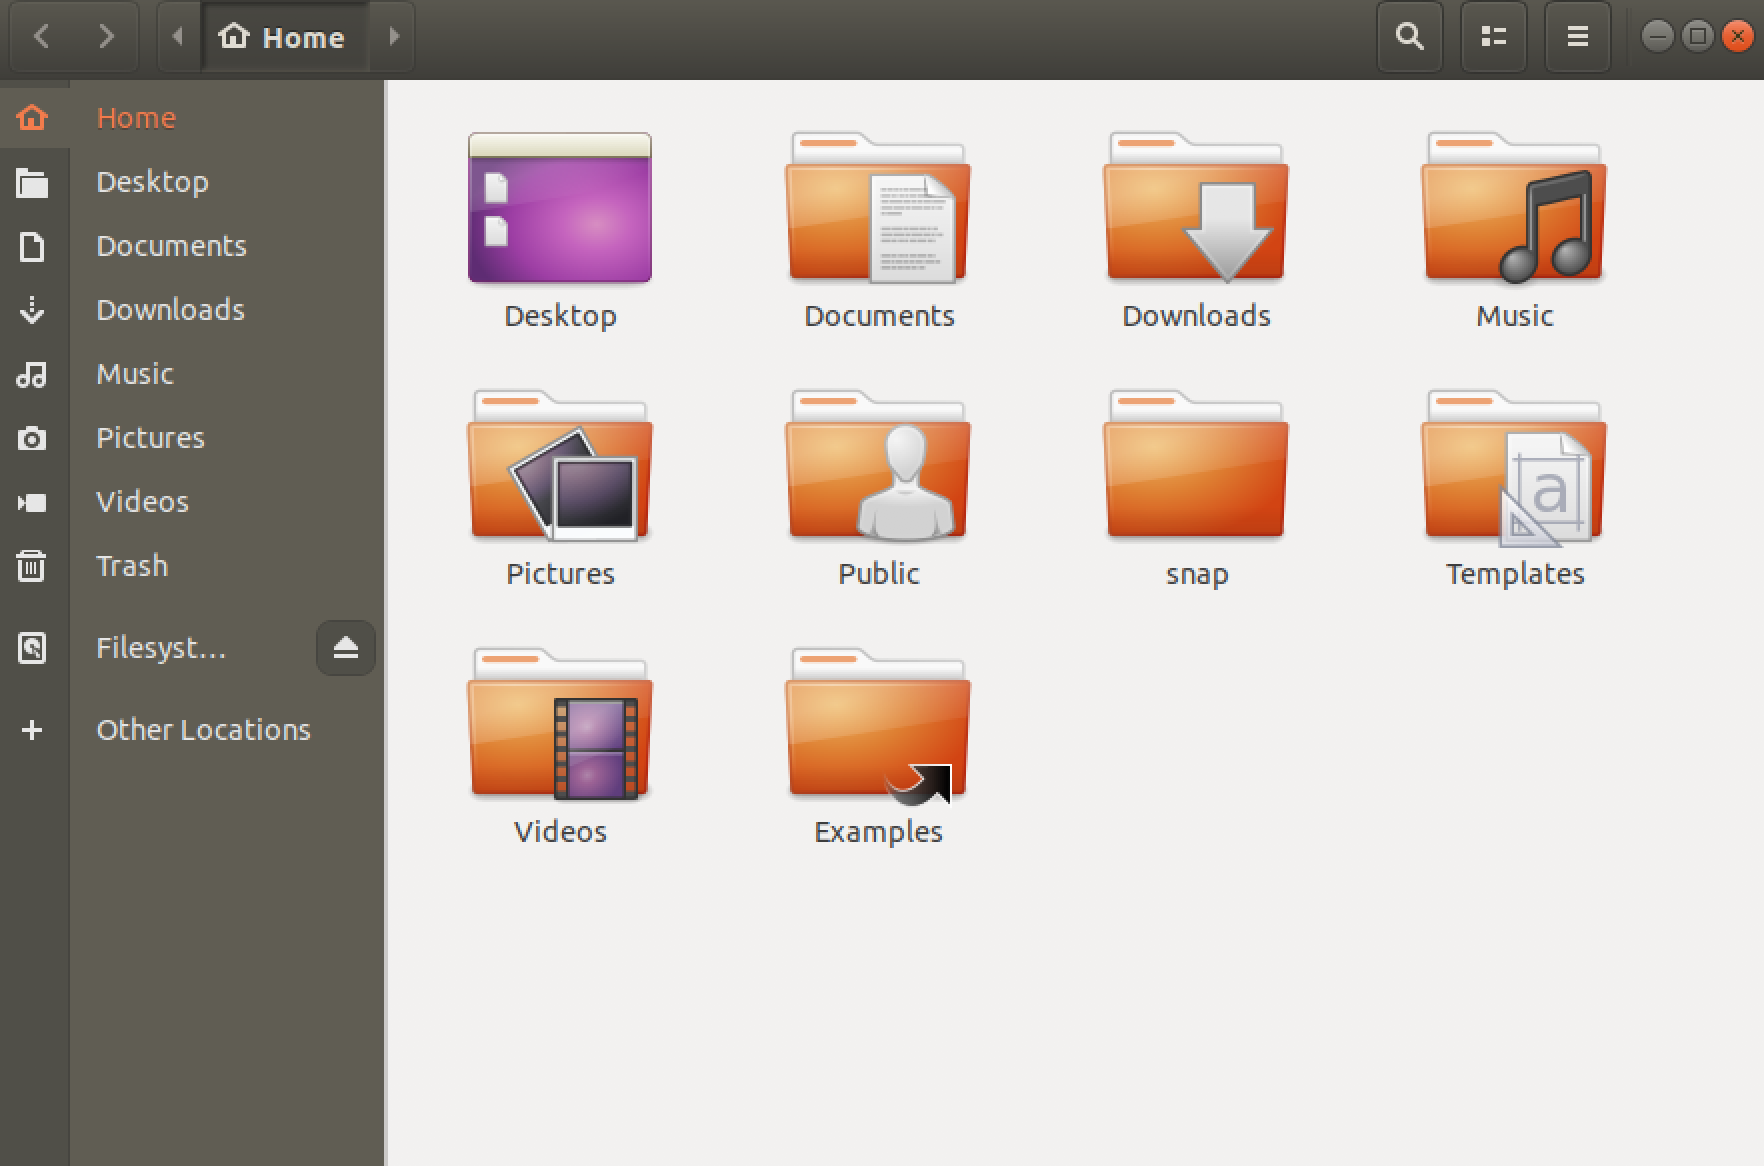 Home
Home
Desktop
Documents
Downloads
Music
Pictures
Videos
Trash
Filesyst...
Other Locations
Desktop
Documents
Downloads
Music
Pictures
Public
snap
Templates
a
Videos
Examples